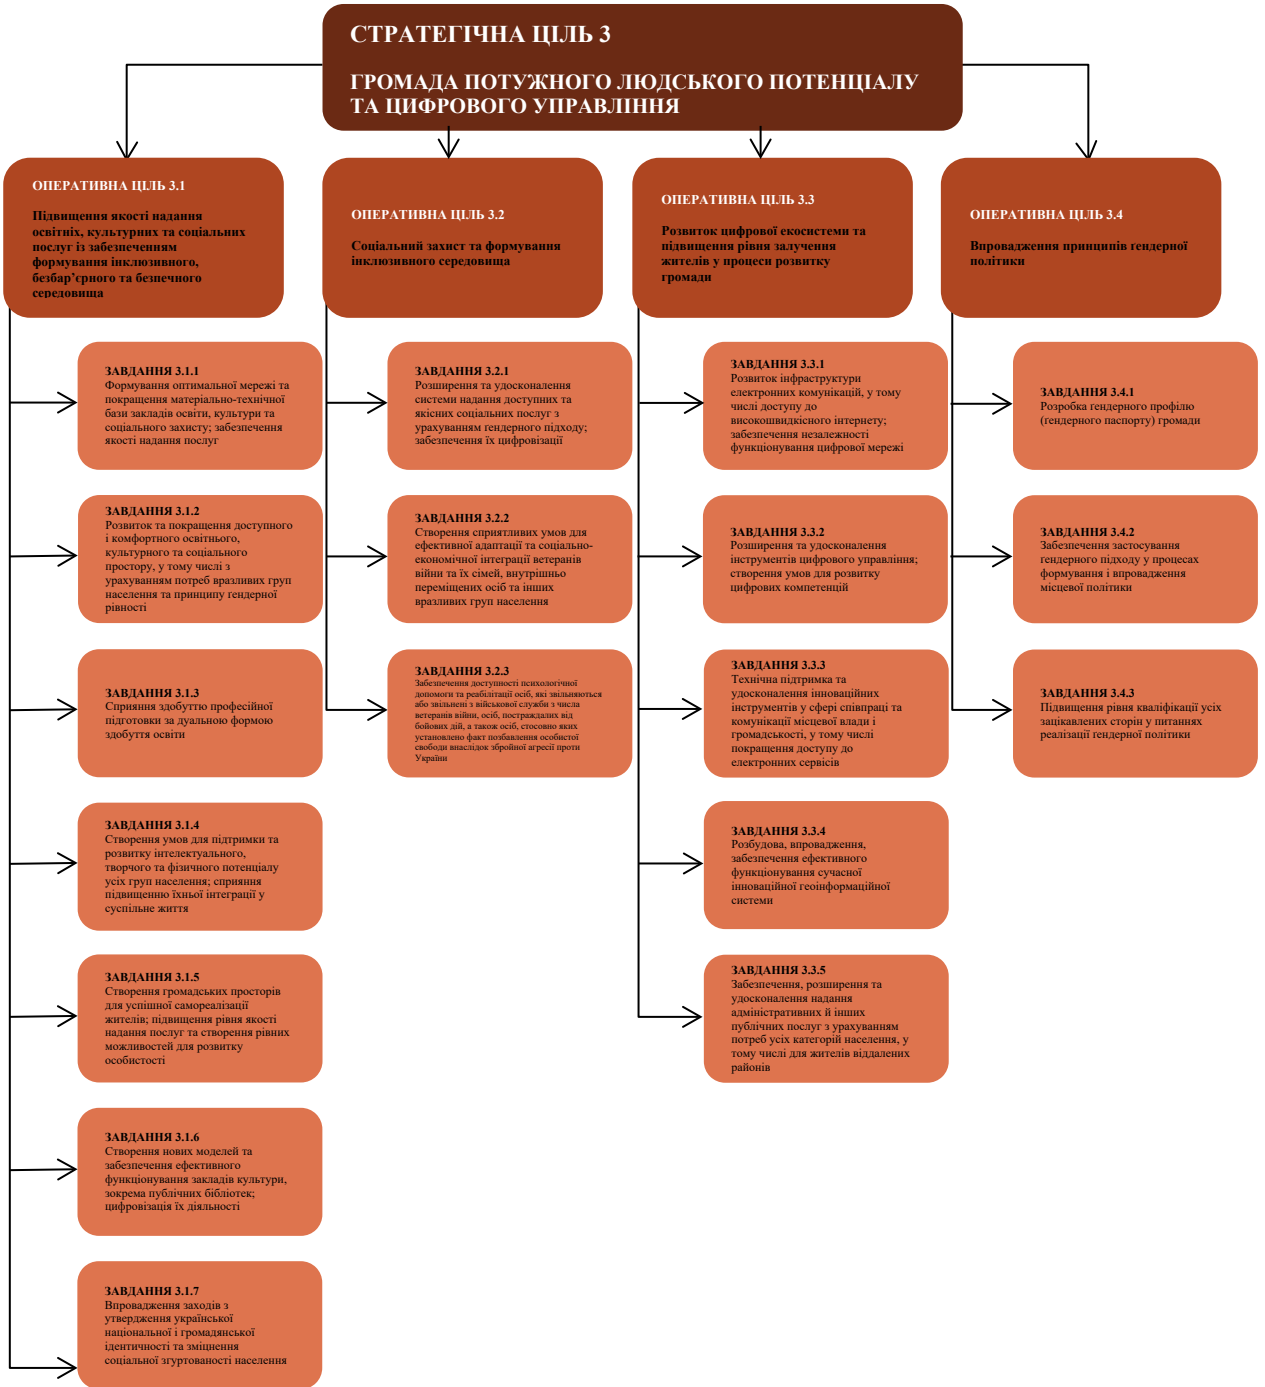 СТРАТЕГІЧНА ЦІЛЬ 3
ГРОМАДА ПОТУЖНОГО ЛЮДСЬКОГО ПОТЕНЦІАЛУ
ТА ЦИФРОВОГО УПРАВЛІННЯ
ОПЕРАТИВНА ЦІЛЬ 3.1
Підвищення якості надання
освітніх, культурних та соціальних
послуг із забезпеченням
формування інклюзивного,
безбар’єрного та безпечного
середовища
ЗАВДАННЯ 3.1.1
Формування оптимальної мережі та
покращення матеріально-технічної
бази закладів освіти, культури та
соціального захисту; забезпечення
якості надання послуг
ЗАВДАННЯ 3.1.2
Розвиток та покращення доступного
і комфортного освітнього,
культурного та соціального
простору, у тому числі з
урахуванням потреб вразливих груп
населення та принципу ґендерної
рівності
ЗАВДАННЯ 3.1.3
Сприяння здобуттю професійної
підготовки за дуальною формою
здобуття освіти
ЗАВДАННЯ 3.1.4
Створення умов для підтримки та
розвитку інтелектуального,
творчого та фізичного потенціалу
усіх груп населення; сприяння
підвищенню їхньої інтеграції у
суспільне життя
ЗАВДАННЯ 3.1.5
Створення громадських просторів
для успішної самореалізації
жителів; підвищення рівня якості
надання послуг та створення рівних
можливостей для розвитку
особистості
ЗАВДАННЯ 3.1.6
Створення нових моделей та
забезпечення ефективного
функціонування закладів культури,
зокрема публічних бібліотек;
цифровізація їх діяльності
ЗАВДАННЯ 3.1.7
Впровадження заходів з
утвердження української
національної і громадянської
ідентичності та зміцнення
соціальної згуртованості населення
ОПЕРАТИВНА ЦІЛЬ 3.2
Соціальний захист та формування
інклюзивного середовища
ЗАВДАННЯ 3.2.1
Розширення та удосконалення
системи надання доступних та
якісних соціальних послуг з
урахуванням ґендерного підходу;
забезпечення їх цифровізації
ЗАВДАННЯ 3.2.2
Створення сприятливих умов для
ефективної адаптації та соціально-
економічної інтеграції ветеранів
війни та їх сімей, внутрішньо
переміщених осіб та інших
вразливих груп населення
ЗАВДАННЯ 3.2.3
Забезпечення доступності психологічної
допомоги та реабілітації осіб, які звільняються
або звільнені з військової служби з числа
ветеранів війни, осіб, постраждалих від
бойових дій, а також осіб, стосовно яких
установлено факт позбавлення особистої
свободи внаслідок збройної агресії проти
України
ОПЕРАТИВНА ЦІЛЬ 3.3
Розвиток цифрової екосистеми та
підвищення рівня залучення
жителів у процеси розвитку
громади
ЗАВДАННЯ 3.3.1
Розвиток інфраструктури
електронних комунікацій, у тому
числі доступу до
високошвидкісного інтернету;
забезпечення незалежності
функціонування цифрової мережі
ЗАВДАННЯ 3.3.2
Розширення та удосконалення
інструментів цифрового управління;
створення умов для розвитку
цифрових компетенцій
ЗАВДАННЯ 3.3.3
Технічна підтримка та
удосконалення інноваційних
інструментів у сфері співпраці та
комунікації місцевої влади і
громадськості, у тому числі
покращення доступу до
електронних сервісів
ЗАВДАННЯ 3.3.4
Розбудова, впровадження,
забезпечення ефективного
функціонування сучасної
інноваційної геоінформаційної
системи
ЗАВДАННЯ 3.3.5
Забезпечення, розширення та
удосконалення надання
адміністративних й інших
публічних послуг з урахуванням
потреб усіх категорій населення, у
тому числі для жителів віддалених
районів
ОПЕРАТИВНА ЦІЛЬ 3.4
Впровадження принципів ґендерної
політики
ЗАВДАННЯ 3.4.1
Розробка ґендерного профілю
(ґендерного паспорту) громади
ЗАВДАННЯ 3.4.2
Забезпечення застосування
ґендерного підходу у процесах
формування і впровадження
місцевої політики
ЗАВДАННЯ 3.4.3
Підвищення рівня кваліфікації усіх
зацікавлених сторін у питаннях
реалізації ґендерної політики